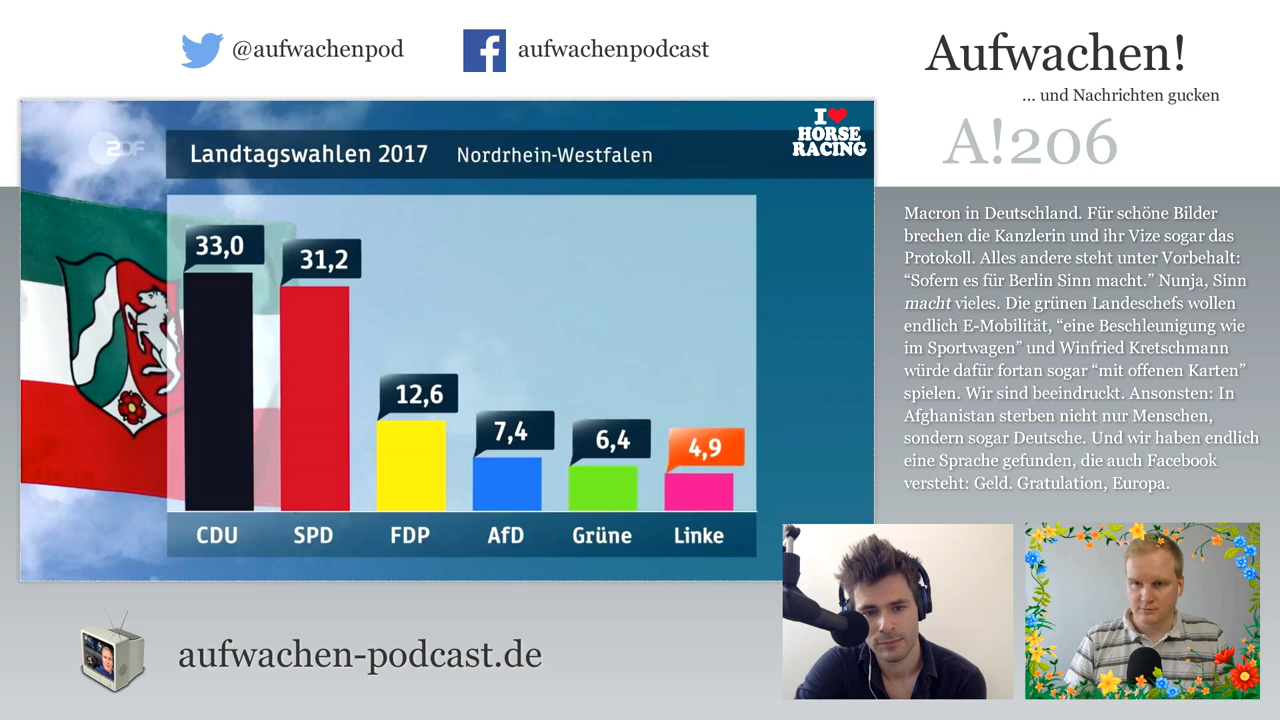 @aufwachenpod
aufwachenpodcast
Aufwachen!
... und Nachrichten gucken
A!206
ZDF
I
HORSE
RACING
Landtagswahlen 2017 Nordrhein-Westfalen
33,0
31,2
12,6
7,4
6,4
4,9
CDU
SPD
FDP
AfD
Grüne
Linke
Macron in Deutschland. Für schöne Bilder
brechen die Kanzlerin und ihr Vize sogar das
Protokoll. Alles andere steht unter Vorbehalt:
“Sofern es für Berlin Sinn macht.” Nunja, Sinn
macht vieles. Die grünen Landeschefs wollen
endlich E-Mobilität, “eine Beschleunigung wie
im Sportwagen” und Winfried Kretschmann
würde dafür fortan sogar “mit offenen Karten”
spielen. Wir sind beeindruckt. Ansonsten: In
Afghanistan sterben nicht nur Menschen,
sondern sogar Deutsche. Und wir haben endlich
eine Sprache gefunden, die auch Facebook
versteht: Geld. Gratulation, Europa.
aufwachen-podcast.de